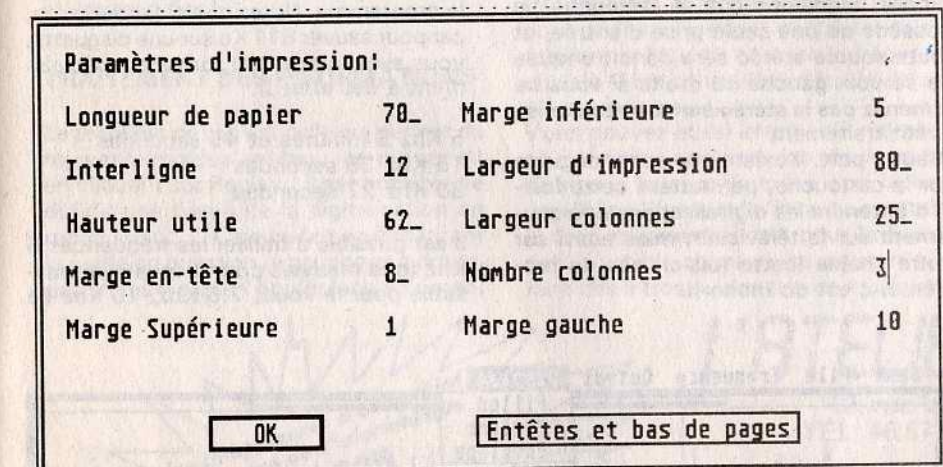 Paramètres d'impression:
Longueur de papier 70_ Marge inférieure 5
Interligne 12 Largeur d'impression 80_
Hauteur utile 62_ Largeur colonnes 25_
Marge en-tête 8_ Nombre colonnes 3
Marge Supérieure 1 Marge gauche 10
OK Entêtes et bas de pages